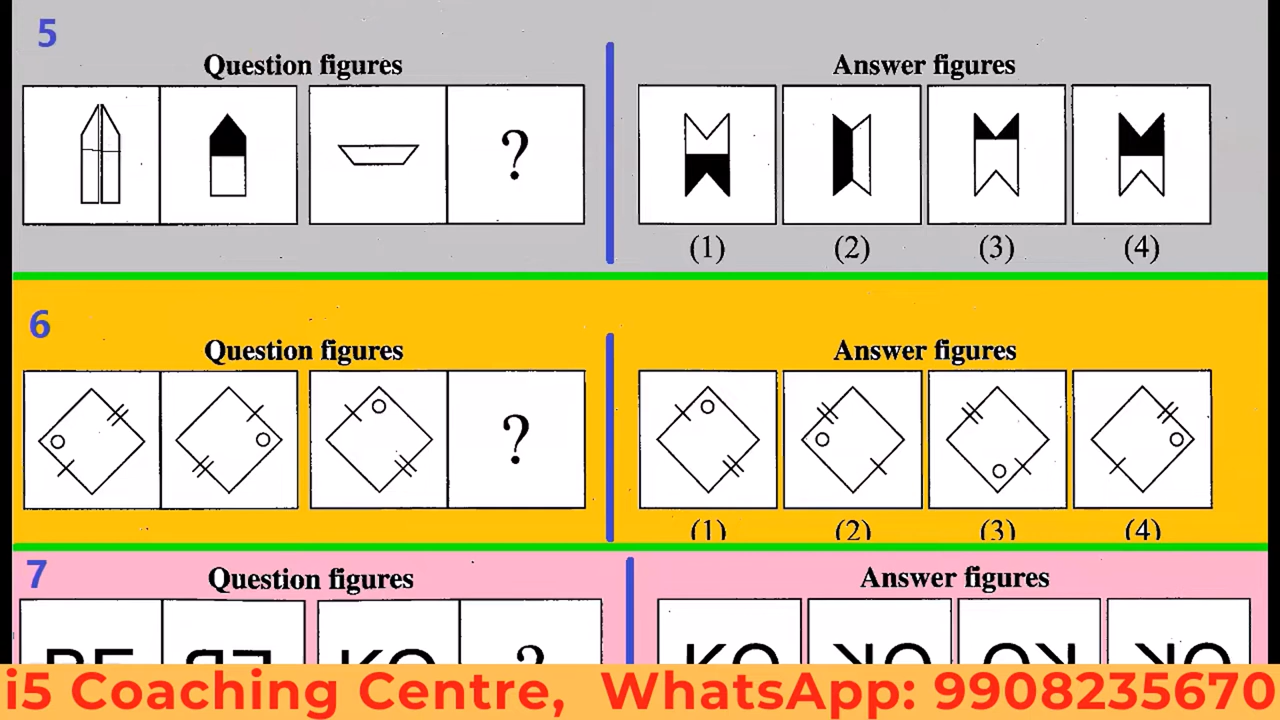 5
Question figures
Answer figures
?
(1) (2) (3) (4)
6
Question figures
Answer figures
?
(1) (2) (3) (4)
7
Question figures
Answer figures
?
i5 Coaching Centre, WhatsApp: 9908235670